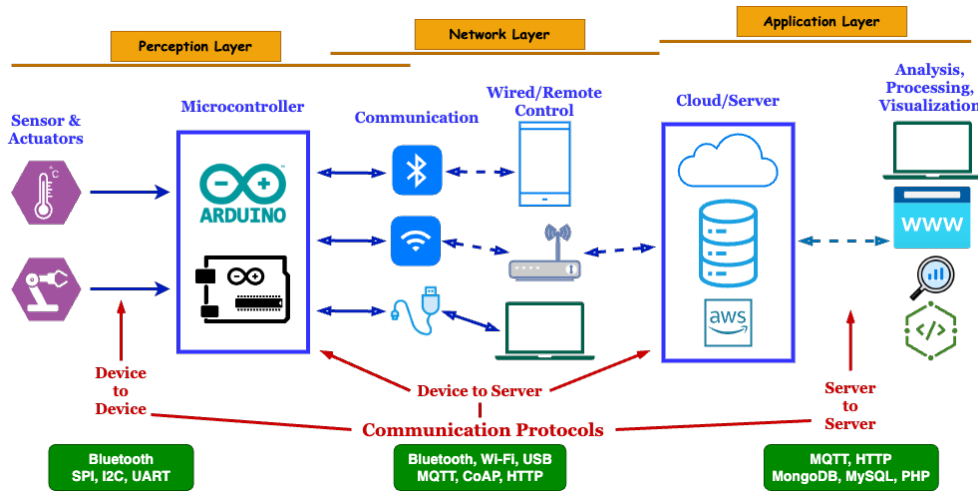 Perception Layer
Network Layer
Application Layer
Sensor &
Actuators
°C
Microcontroller
ARDUINO
Communication
Wired/Remote
Control
Cloud/Server
aws
Analysis,
Processing,
Visualization
WWW
</>
Device
to
Device
Device to Server
Server
to
Server
Communication Protocols
Bluetooth
SPI, I2C, UART
Bluetooth, Wi-Fi, USB
MQTT, CoAP, HTTP
MQTT, HTTP
MongoDB, MySQL, PHP